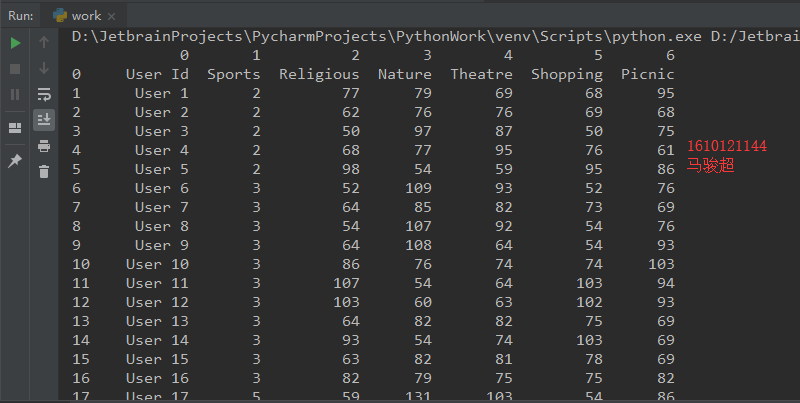 Run: work
D:\JetbrainProjects\PycharmProjects\PythonWork\venv\Scripts\python.exe D:/Jetbrai
0 1 2 3 4 5 6
0 User Id Sports Religious Nature Theatre Shopping Picnic
1 User 1 2 77 79 69 68 95
2 User 2 2 62 76 76 69 68
3 User 3 2 50 97 87 50 75
4 User 4 2 68 77 95 76 61 1610121144
5 User 5 2 98 54 59 95 86 马骏超
6 User 6 3 52 109 93 52 76
7 User 7 3 64 85 82 73 69
8 User 8 3 54 107 92 54 76
9 User 9 3 64 108 64 54 93
10 User 10 3 86 76 74 74 103
11 User 11 3 107 54 64 103 94
12 User 12 3 103 60 63 102 93
13 User 13 3 64 82 82 75 69
14 User 14 3 93 54 74 103 69
15 User 15 3 63 82 81 78 69
16 User 16 3 82 79 75 75 82
17 User 17 5 59 131 103 54 86